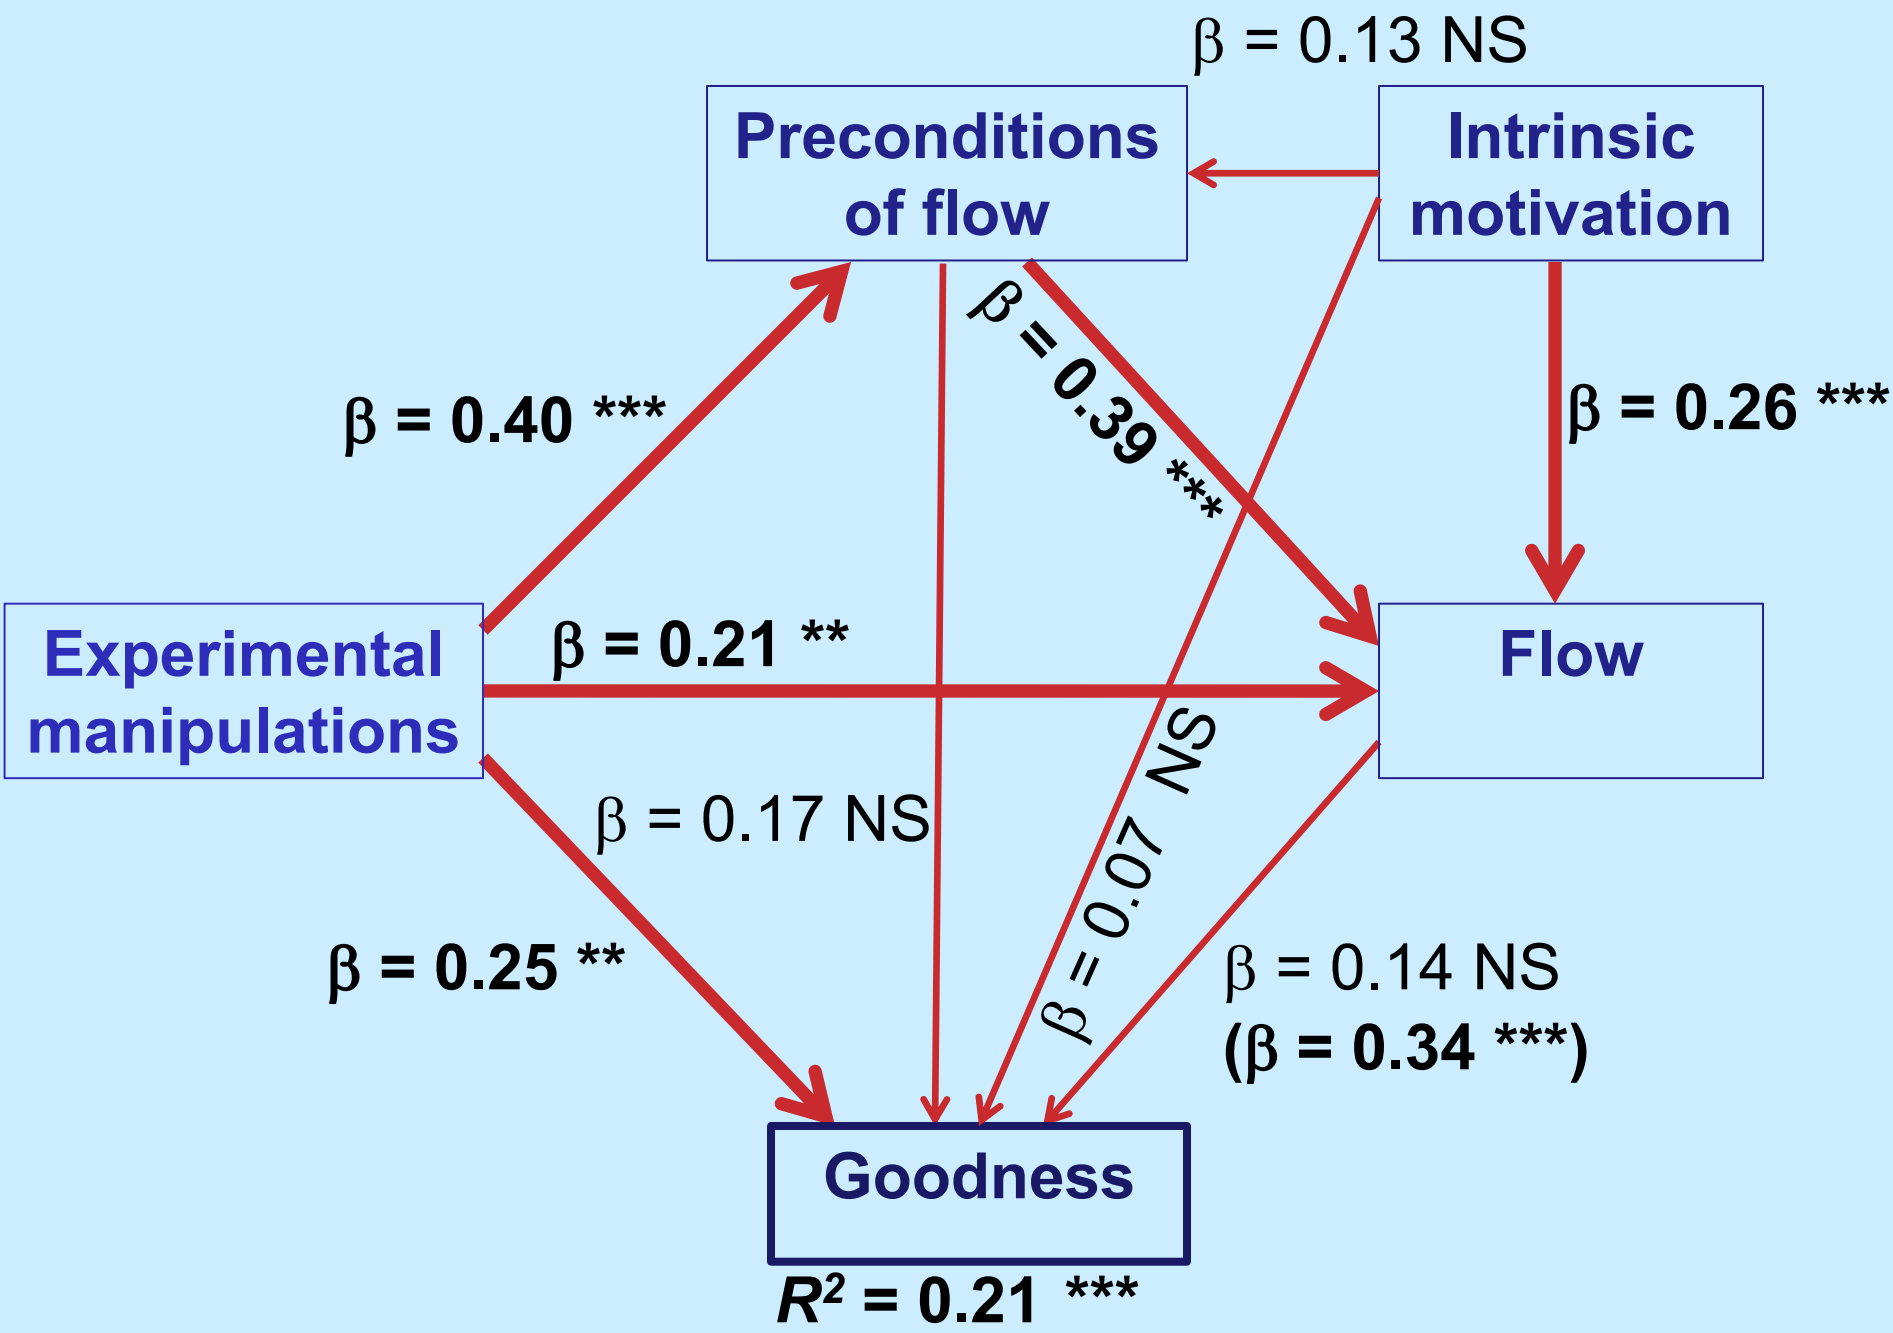 β = 0.13 NS
Preconditions
of flow
Intrinsic
motivation
β = 0.40 ***
β = 0.39 ***
β = 0.26 ***
Experimental
manipulations
β = 0.21 **
Flow
β = 0.17 NS
β = 0.07 NS
β = 0.25 **
β = 0.14 NS
(β = 0.34 ***)
Goodness
R² = 0.21 ***